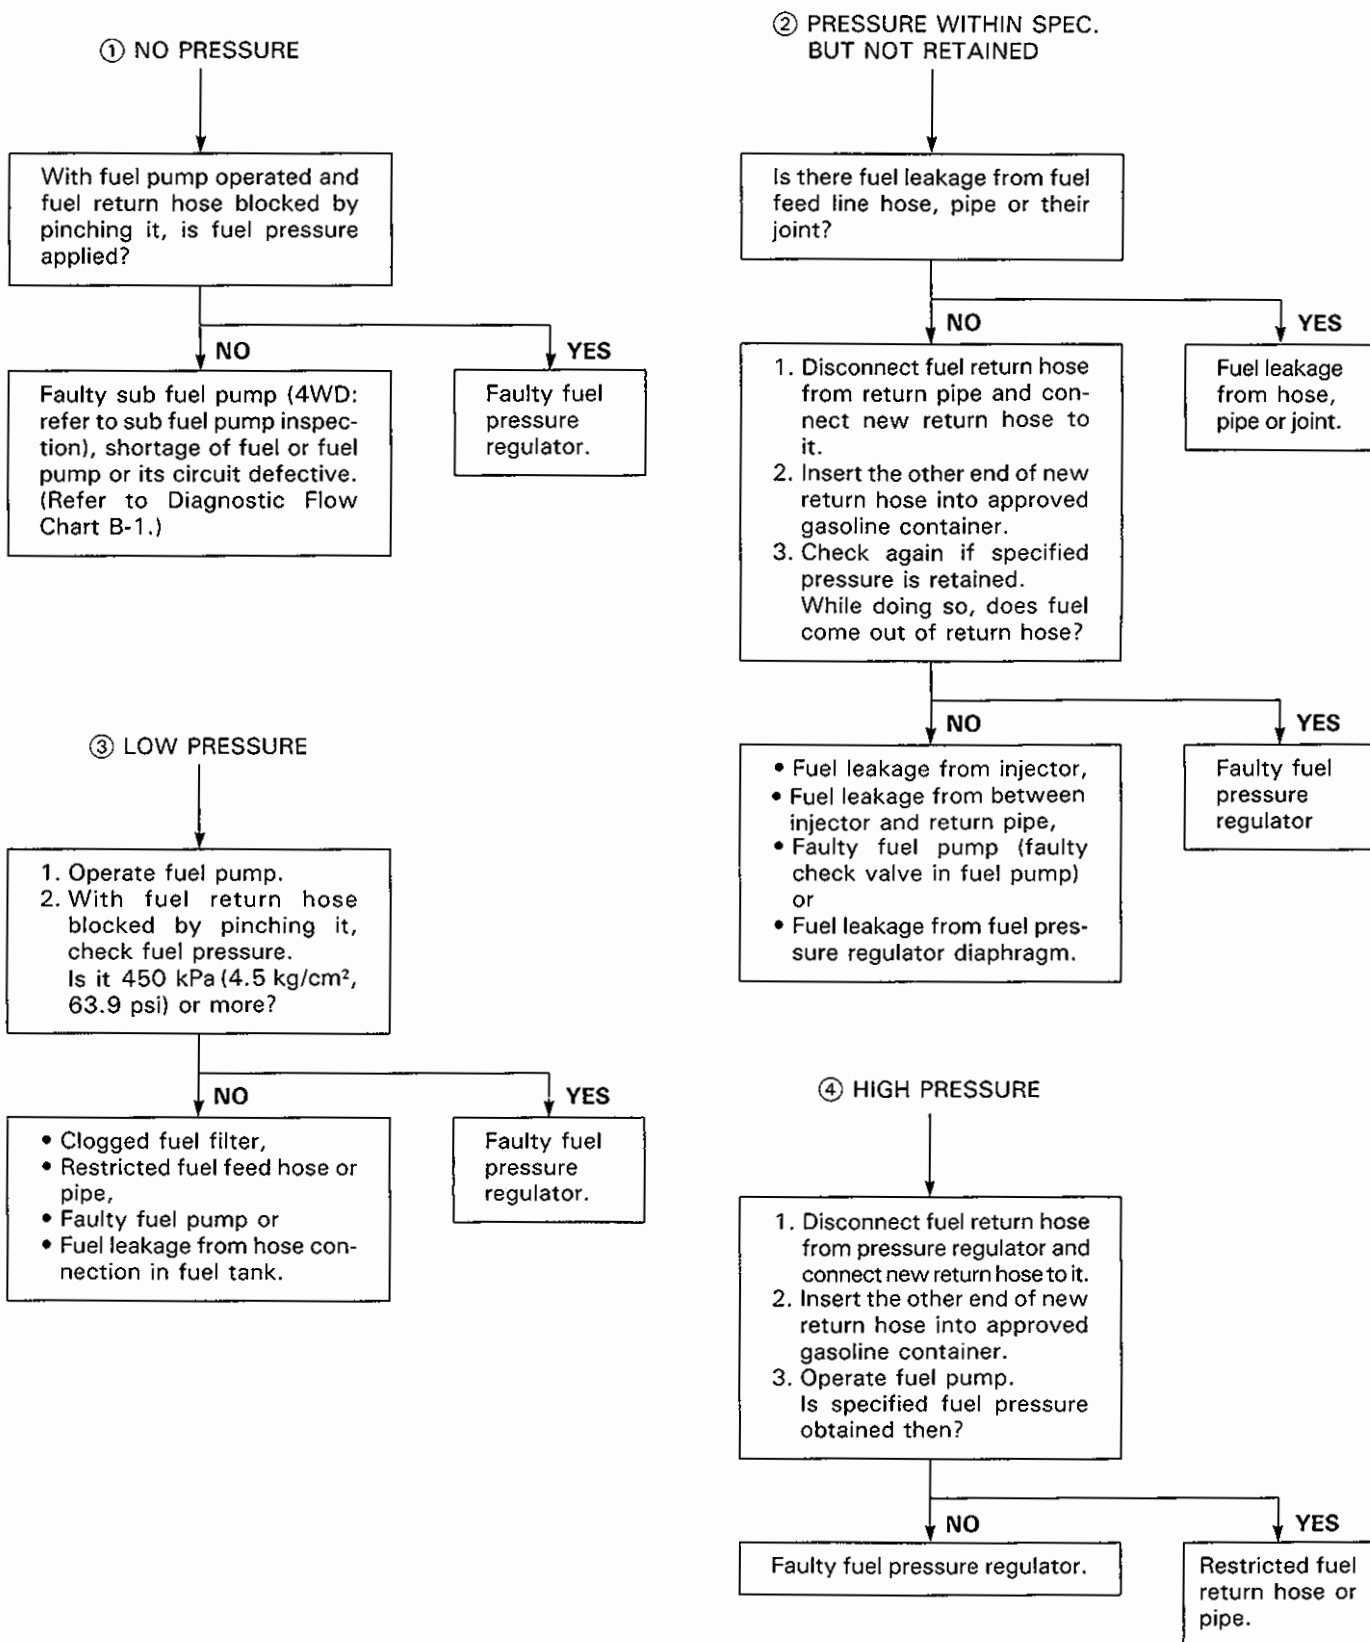 ① NO PRESSURE
With fuel pump operated and
fuel return hose blocked by
pinching it, is fuel pressure
applied?
NO
YES
Faulty sub fuel pump (4WD:
refer to sub fuel pump inspec-
tion), shortage of fuel or fuel
pump or its circuit defective.
(Refer to Diagnostic Flow
Chart B-1.)
Faulty fuel
pressure
regulator.
② PRESSURE WITHIN SPEC.
BUT NOT RETAINED
Is there fuel leakage from fuel
feed line hose, pipe or their
joint?
NO
YES
1. Disconnect fuel return hose
from return pipe and con-
nect new return hose to
it.
2. Insert the other end of new
return hose into approved
gasoline container.
3. Check again if specified
pressure is retained.
While doing so, does fuel
come out of return hose?
Fuel leakage
from hose,
pipe or joint.
NO
YES
• Fuel leakage from injector,
• Fuel leakage from between
injector and return pipe,
• Faulty fuel pump (faulty
check valve in fuel pump)
or
• Fuel leakage from fuel pres-
sure regulator diaphragm.
Faulty fuel
pressure
regulator
③ LOW PRESSURE
1. Operate fuel pump.
2. With fuel return hose
blocked by pinching it,
check fuel pressure.
Is it 450 kPa (4.5 kg/cm²,
63.9 psi) or more?
NO
YES
• Clogged fuel filter,
• Restricted fuel feed hose or
pipe,
• Faulty fuel pump or
• Fuel leakage from hose con-
nection in fuel tank.
Faulty fuel
pressure
regulator.
④ HIGH PRESSURE
1. Disconnect fuel return hose
from pressure regulator and
connect new return hose to it.
2. Insert the other end of new
return hose into approved
gasoline container.
3. Operate fuel pump.
Is specified fuel pressure
obtained then?
NO
YES
Faulty fuel pressure regulator.
Restricted fuel
return hose or
pipe.